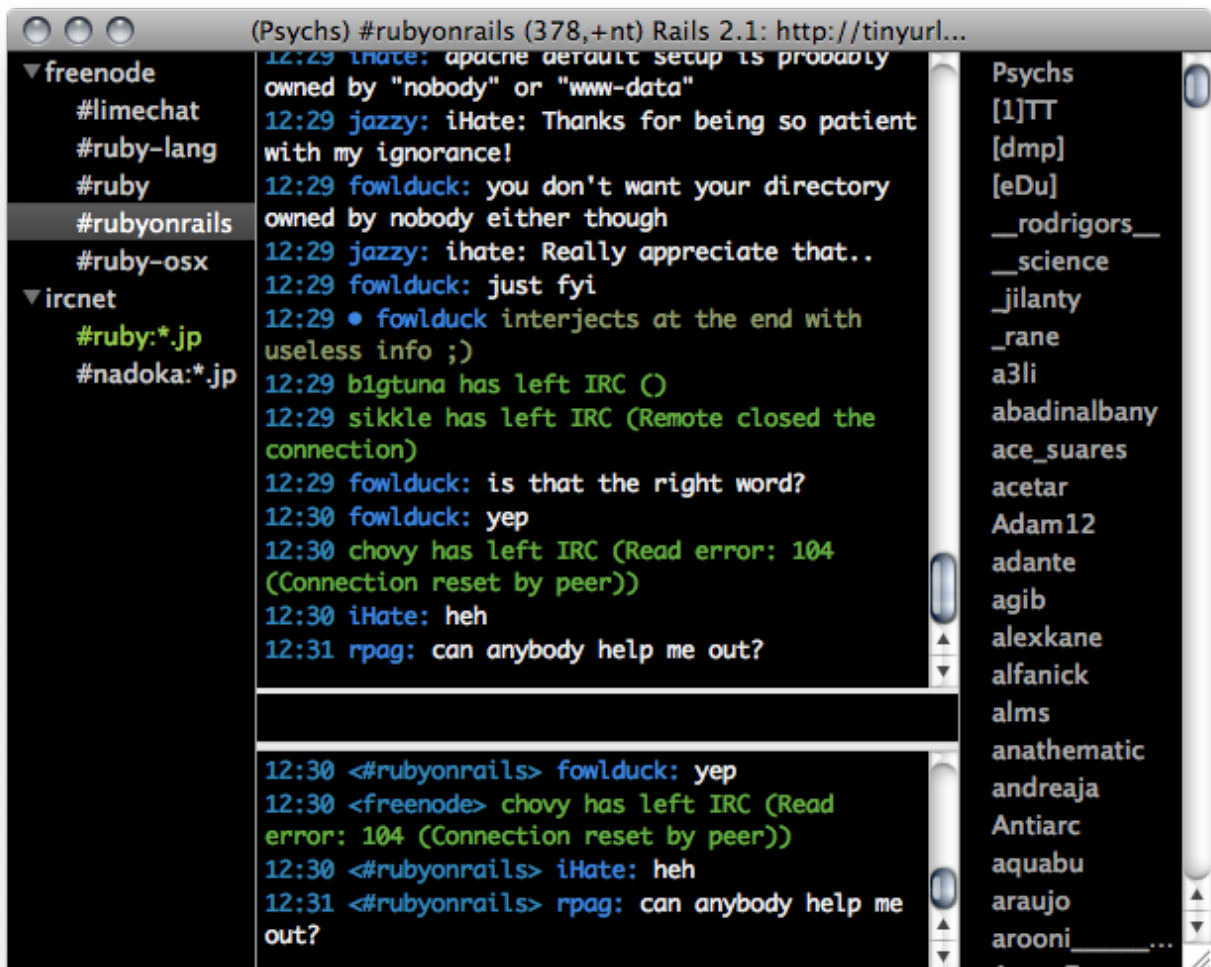 (Psychs) #rubyonrails (378,+nt) Rails 2.1: http://tinyurl...
freenode
#limechat
#ruby-lang
#ruby
#rubyonrails
#ruby-osx
ircnet
#ruby:*.jp
#nadoka:*.jp
12:29 iHate: apache default setup is probably
owned by "nobody" or "www-data"
12:29 jazzy: iHate: Thanks for being so patient
with my ignorance!
12:29 fowlduck: you don't want your directory
owned by nobody either though
12:29 jazzy: ihate: Really appreciate that..
12:29 fowlduck: just fyi
12:29 • fowlduck interjects at the end with
useless info ;)
12:29 b1gtuna has left IRC ()
12:29 sikkle has left IRC (Remote closed the
connection)
12:29 fowlduck: is that the right word?
12:30 fowlduck: yep
12:30 chovy has left IRC (Read error: 104
(Connection reset by peer))
12:30 iHate: heh
12:31 rpag: can anybody help me out?
12:30 <#rubyonrails> fowlduck: yep
12:30 <freenode> chovy has left IRC (Read
error: 104 (Connection reset by peer))
12:30 <#rubyonrails> iHate: heh
12:31 <#rubyonrails> rpag: can anybody help me
out?
Psychs
[1]TT
[dmp]
[eDu]
__rodrigors__
__science
_jilanty
_rane
a3li
abadinalbany
ace_suares
acetar
Adam12
adante
agib
alexkane
alfanick
alms
anathematic
andreaja
Antiarc
aquabu
araujo
arooni______...